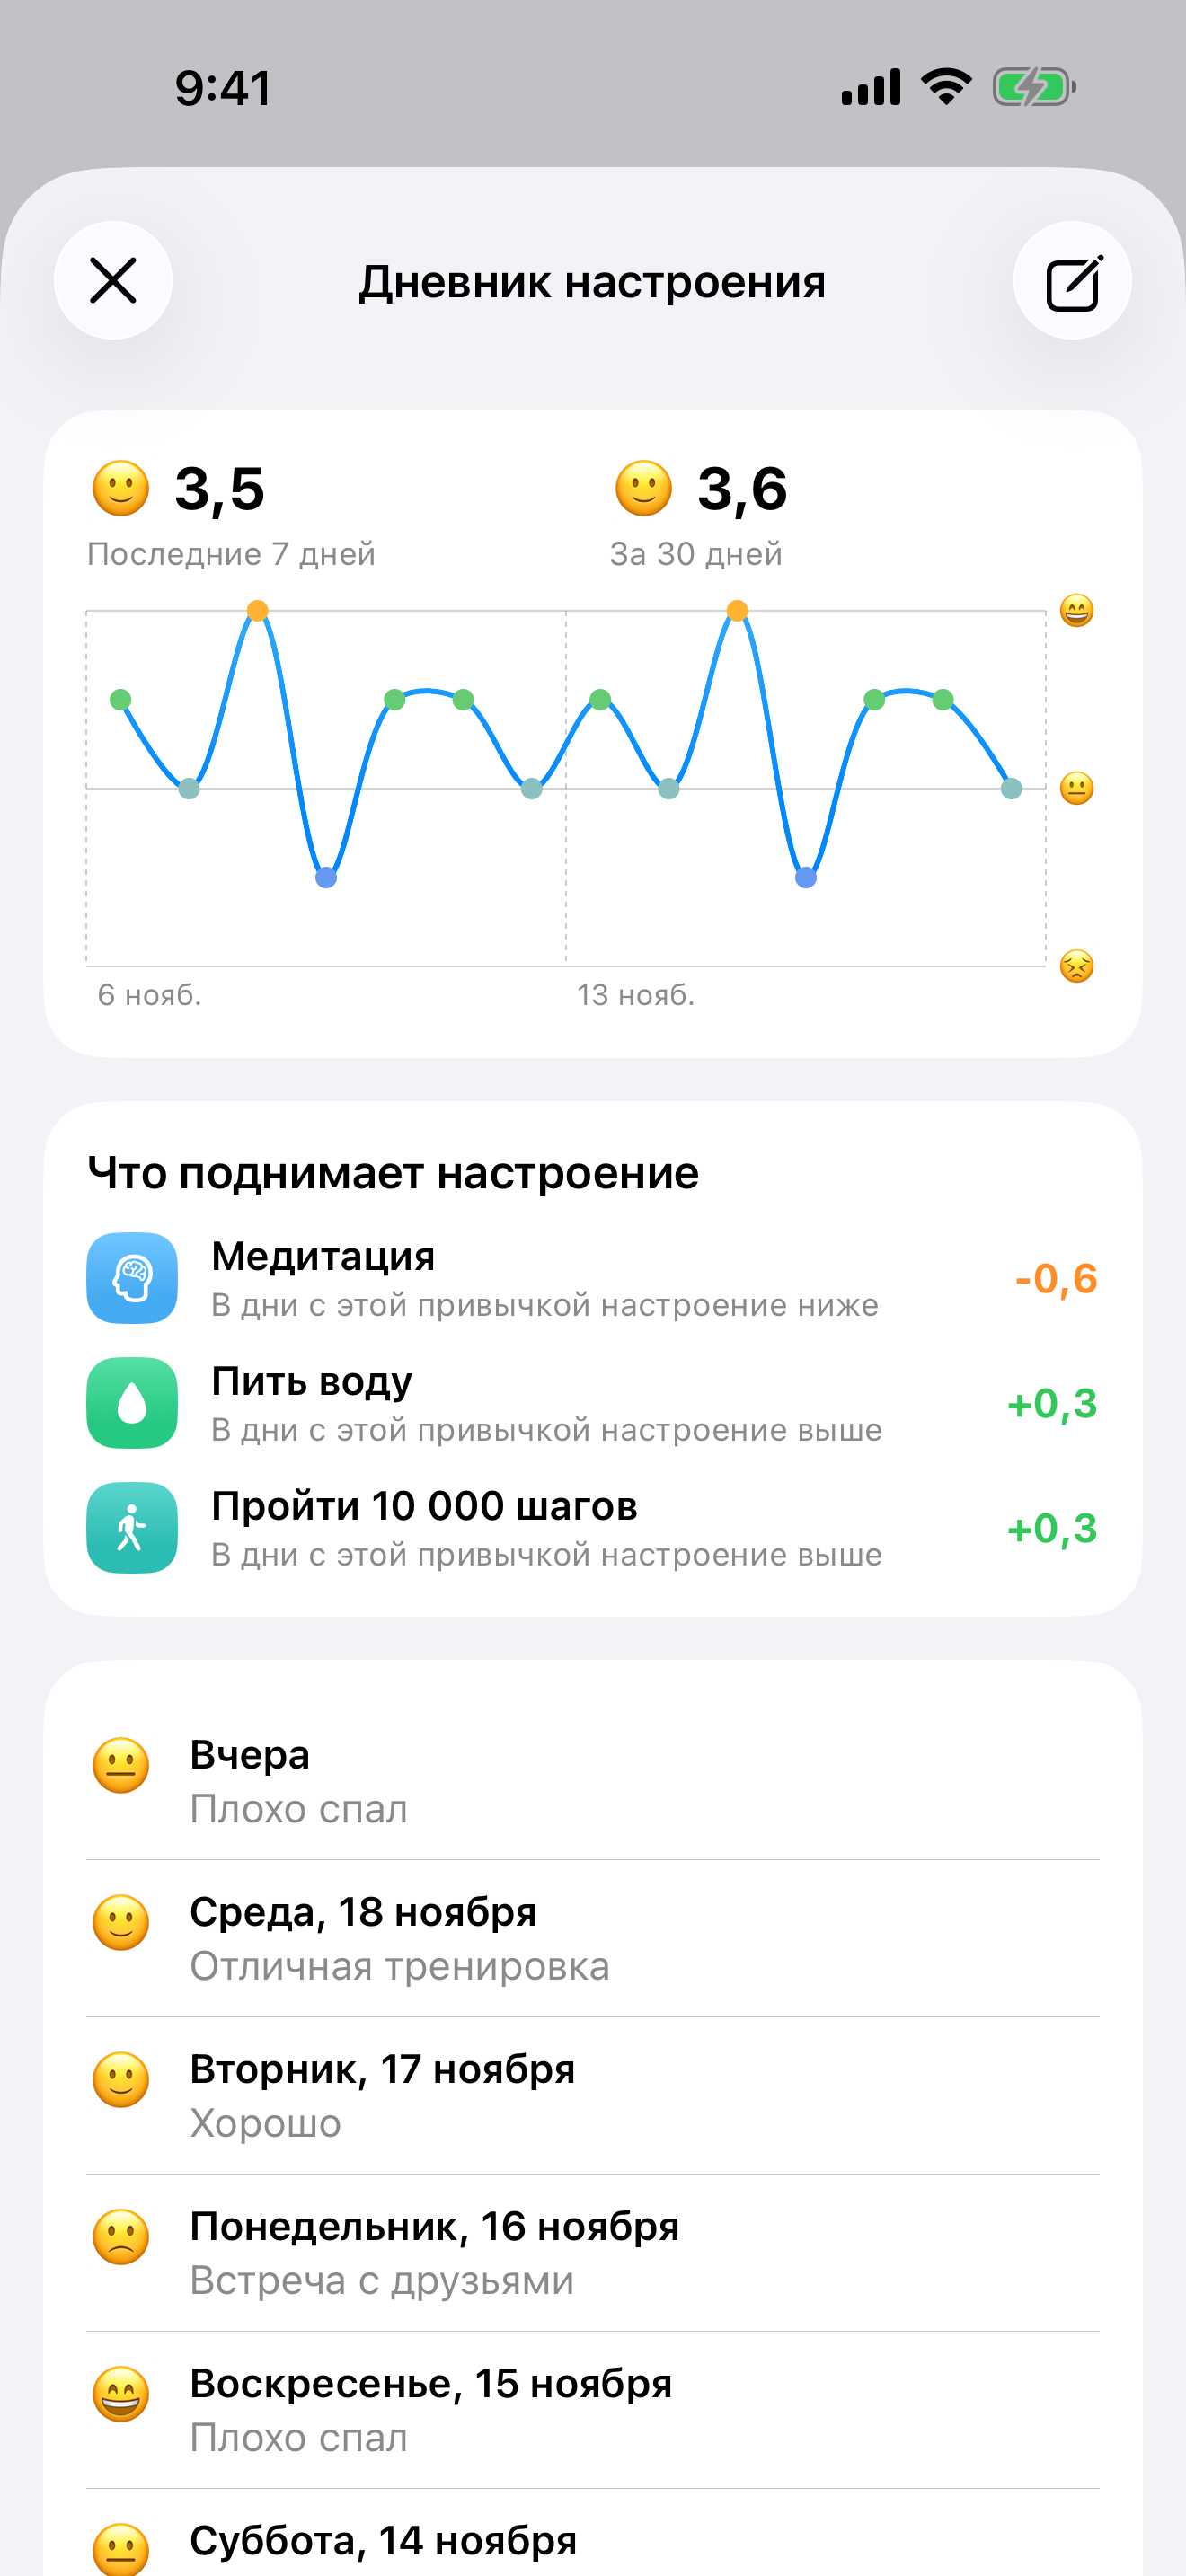 9:41
Дневник настроения
3,5
3,6
Последние 7 дней
За 30 дней
6 нояб.
13 нояб.
Что поднимает настроение
Медитация
В дни с этой привычкой настроение ниже
-0,6
Пить воду
В дни с этой привычкой настроение выше
+0,3
Пройти 10 000 шагов
В дни с этой привычкой настроение выше
+0,3
Вчера
Плохо спал
Среда, 18 ноября
Отличная тренировка
Вторник, 17 ноября
Хорошо
Понедельник, 16 ноября
Встреча с друзьями
Воскресенье, 15 ноября
Плохо спал
Суббота, 14 ноября